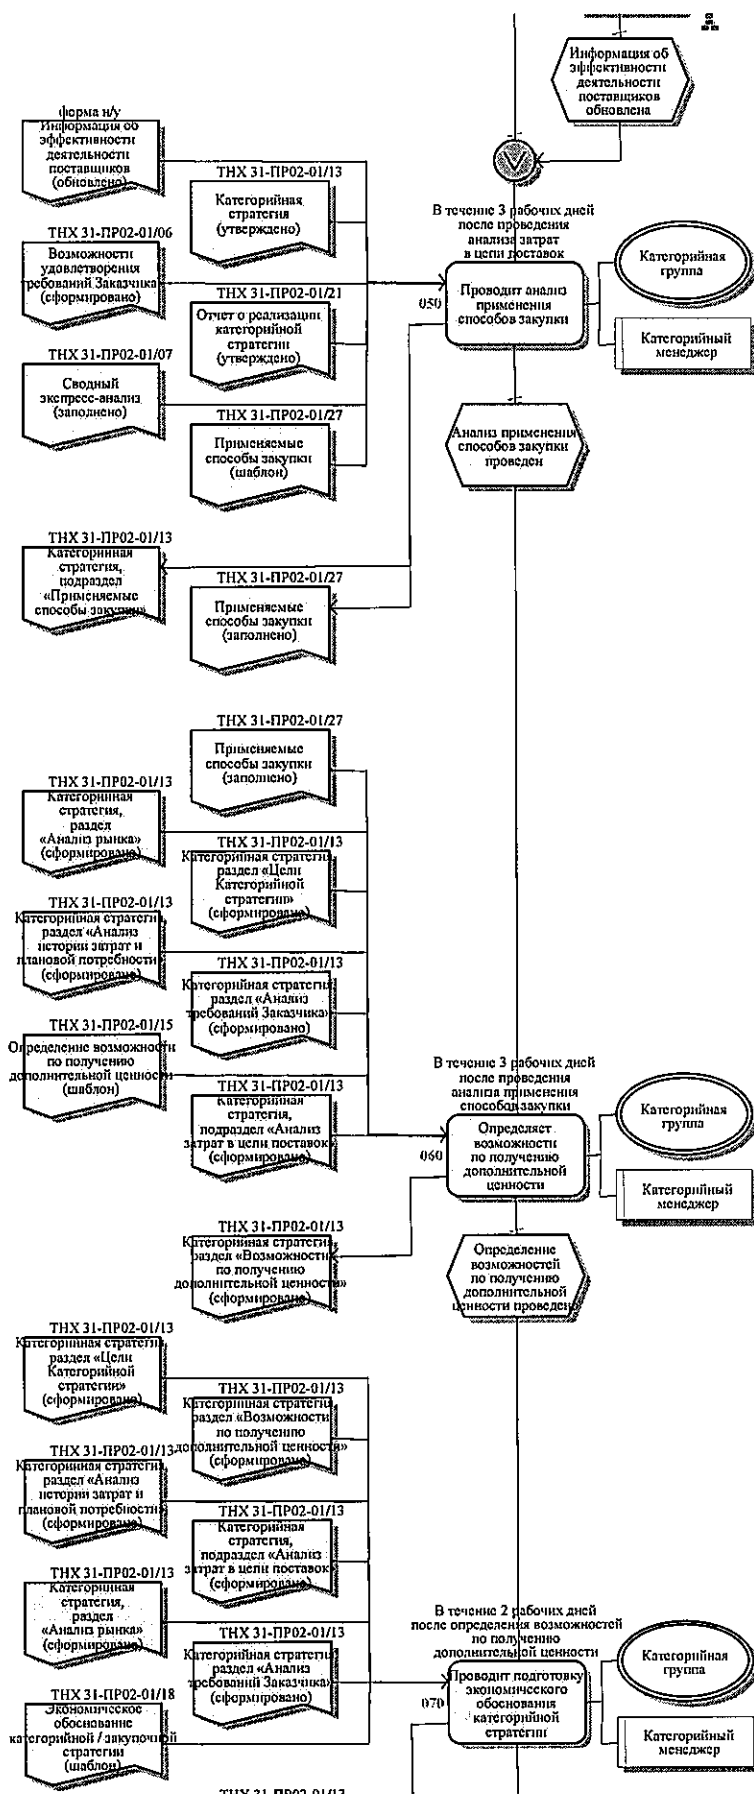 Информация об
эффективности
деятельности
поставщиков
обновлена
форма н/у
Информация об
эффективности
деятельности
поставщиков
(обновлено)
ТНХ 31-ПР02-01/13
Категорийная
стратегия
(утверждено)
ТНХ 31-ПР02-01/06
Возможности
удовлетворения
требований Заказчика
(сформировано)
ТНХ 31-ПР02-01/21
Отчет о реализации
категорийной
стратегии
(утверждено)
ТНХ 31-ПР02-01/07
Сводный
экспресс-анализ
(заполнено)
ТНХ 31-ПР02-01/27
Применяемые
способы закупки
(шаблон)
В течение 3 рабочих дней
после проведения
анализа затрат
в цепи поставок
050
Проводит анализ
применения
способов закупки
Категорийная
группа
Категорийный
менеджер
Анализ применения
способов закупки
проведен
ТНХ 31-ПР02-01/13
Категорийная
стратегия,
подраздел
«Применяемые
способы закупки»
ТНХ 31-ПР02-01/27
Применяемые
способы закупки
(заполнено)
ТНХ 31-ПР02-01/27
Применяемые
способы закупки
(заполнено)
ТНХ 31-ПР02-01/13
Категорийная
стратегия,
раздел
«Анализ рынка»
(сформировано)
ТНХ 31-ПР02-01/13
Категорийная стратегия,
раздел «Цели
Категорийной
стратегии»
(сформировано)
ТНХ 31-ПР02-01/13
Категорийная стратегия,
раздел «Анализ
истории затрат и
плановой потребности»
(сформировано)
ТНХ 31-ПР02-01/13
Категорийная стратегия,
раздел «Анализ
требований Заказчика»
(сформировано)
ТНХ 31-ПР02-01/15
Определение возможности
по получению
дополнительной ценности
(шаблон)
ТНХ 31-ПР02-01/13
Категорийная
стратегия,
подраздел «Анализ
затрат в цепи поставок»
(сформировано)
В течение 3 рабочих дней
после проведения
анализа применения
способов закупки
060
Определяет
возможности
по получению
дополнительной
ценности
Категорийная
группа
Категорийный
менеджер
ТНХ 31-ПР02-01/13
Категорийная стратегия,
раздел «Возможности
по получению
дополнительной ценности»
(сформировано)
Определение
возможностей
по получению
дополнительной
ценности проведено
ТНХ 31-ПР02-01/13
Категорийная стратегия,
раздел «Цели
Категорийной
стратегии»
(сформировано)
ТНХ 31-ПР02-01/13
Категорийная стратегия,
раздел «Возможности
по получению
дополнительной ценности»
(сформировано)
ТНХ 31-ПР02-01/13
Категорийная стратегия,
раздел «Анализ
истории затрат и
плановой потребности»
(сформировано)
ТНХ 31-ПР02-01/13
Категорийная
стратегия,
подраздел «Анализ
затрат в цепи поставок»
(сформировано)
ТНХ 31-ПР02-01/13
Категорийная
стратегия,
раздел
«Анализ рынка»
(сформировано)
ТНХ 31-ПР02-01/13
Категорийная стратегия,
раздел «Анализ
требований Заказчика»
(сформировано)
ТНХ 31-ПР02-01/18
Экономическое
обоснование
категорийной / закупочной
стратегии
(шаблон)
В течение 2 рабочих дней
после определения возможностей
по получению
дополнительной ценности
070
Проводит подготовку
экономического
обоснования
категорийной
стратегии
Категорийная
группа
Категорийный
менеджер
ТНХ 31-ПР02-01/13